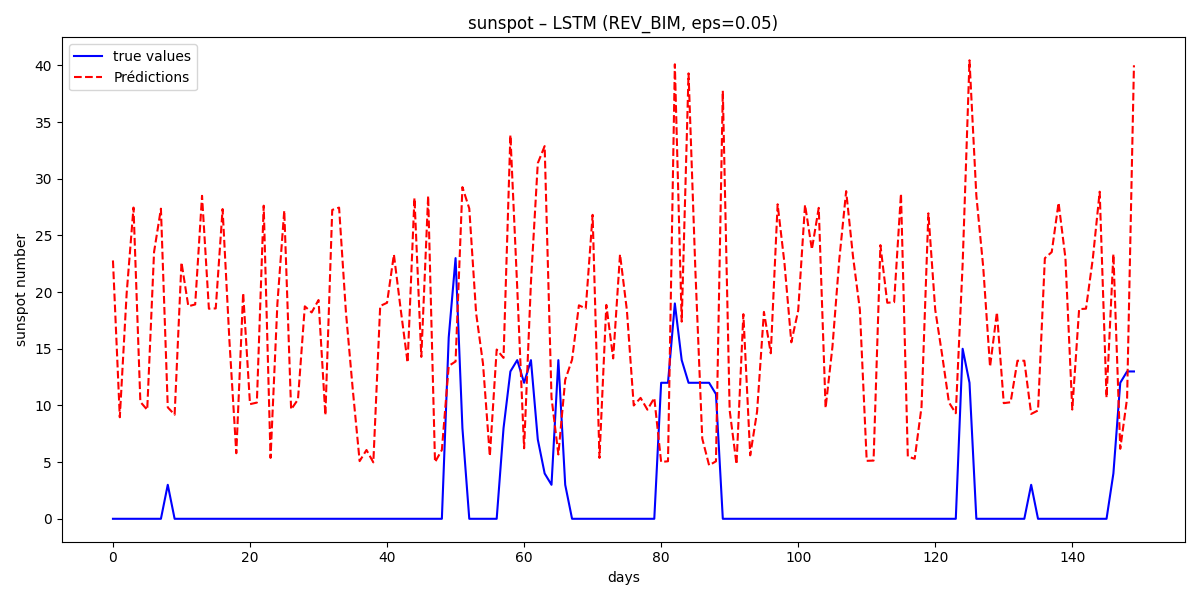 sunspot – LSTM (REV_BIM, eps=0.05)
true values
Prédictions
sunspot number
40
35
30
25
20
15
10
5
0
0 20 40 60 80 100 120 140
days